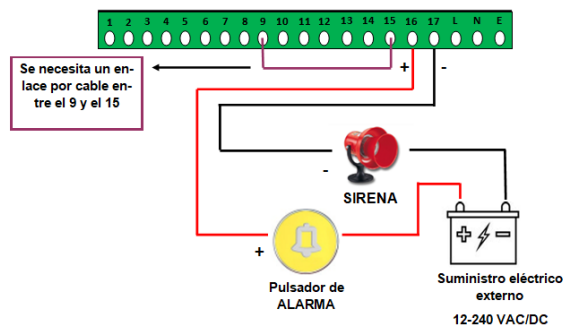 1 2 3 4 5 6 7 8 9 10 11 12 13 14 15 16 17 L N E
Se necesita un en-
lace por cable en-
tre el 9 y el 15
+ -
-
SIRENA
+
+ -
Pulsador de
ALARMA
Suministro eléctrico
externo
12-240 VAC/DC